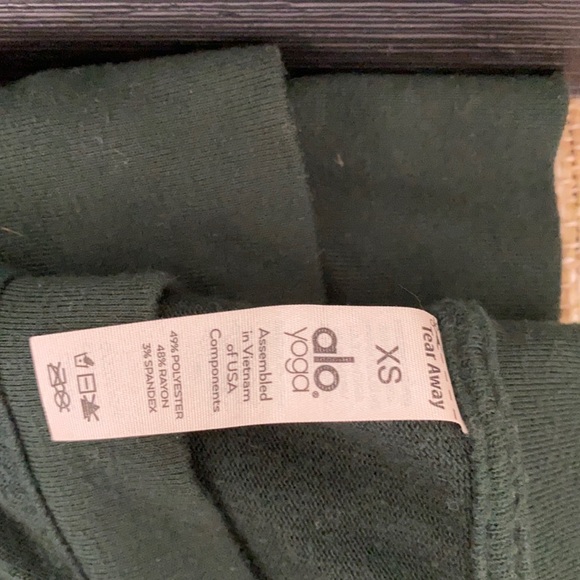 Tear Away
XS
alo®
yoga
Assembled
in Vietnam
of USA
Components
49% POLYESTER
48% RAYON
3% SPANDEX